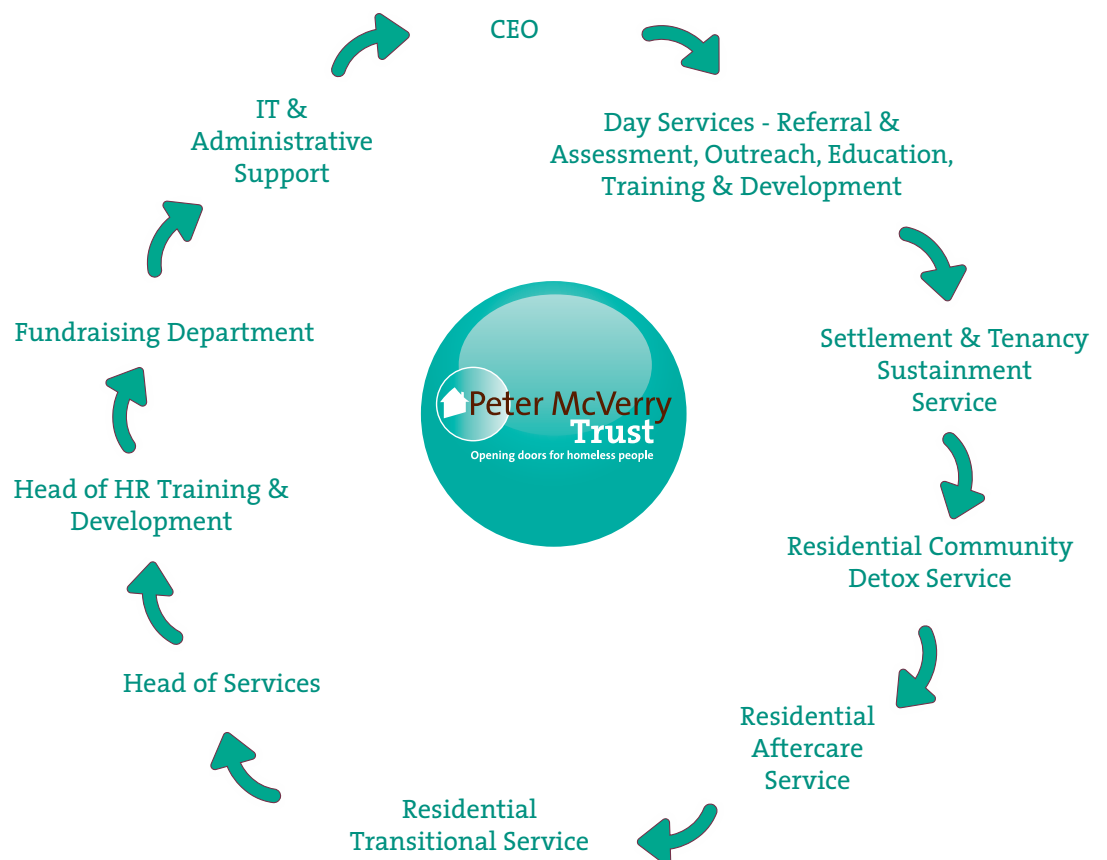 CEO
Day Services - Referral &
Assessment, Outreach, Education,
Training & Development
Settlement & Tenancy
Sustainment
Service
Residential Community
Detox Service
Residential
Aftercare
Service
Residential
Transitional Service
Head of Services
Head of HR Training &
Development
Fundraising Department
IT &
Administrative
Support
Peter McVerry
Trust
Opening doors for homeless people